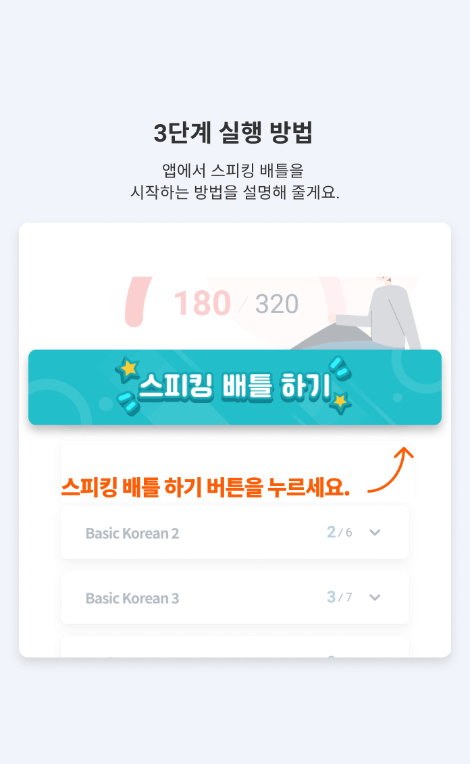 3단계 실행 방법
앱에서 스피킹 배틀을
시작하는 방법을 설명해 줄게요.
180 / 320
스피킹 배틀 하기
스피킹 배틀 하기 버튼을 누르세요.
Basic Korean 2 2/6
Basic Korean 3 3/7